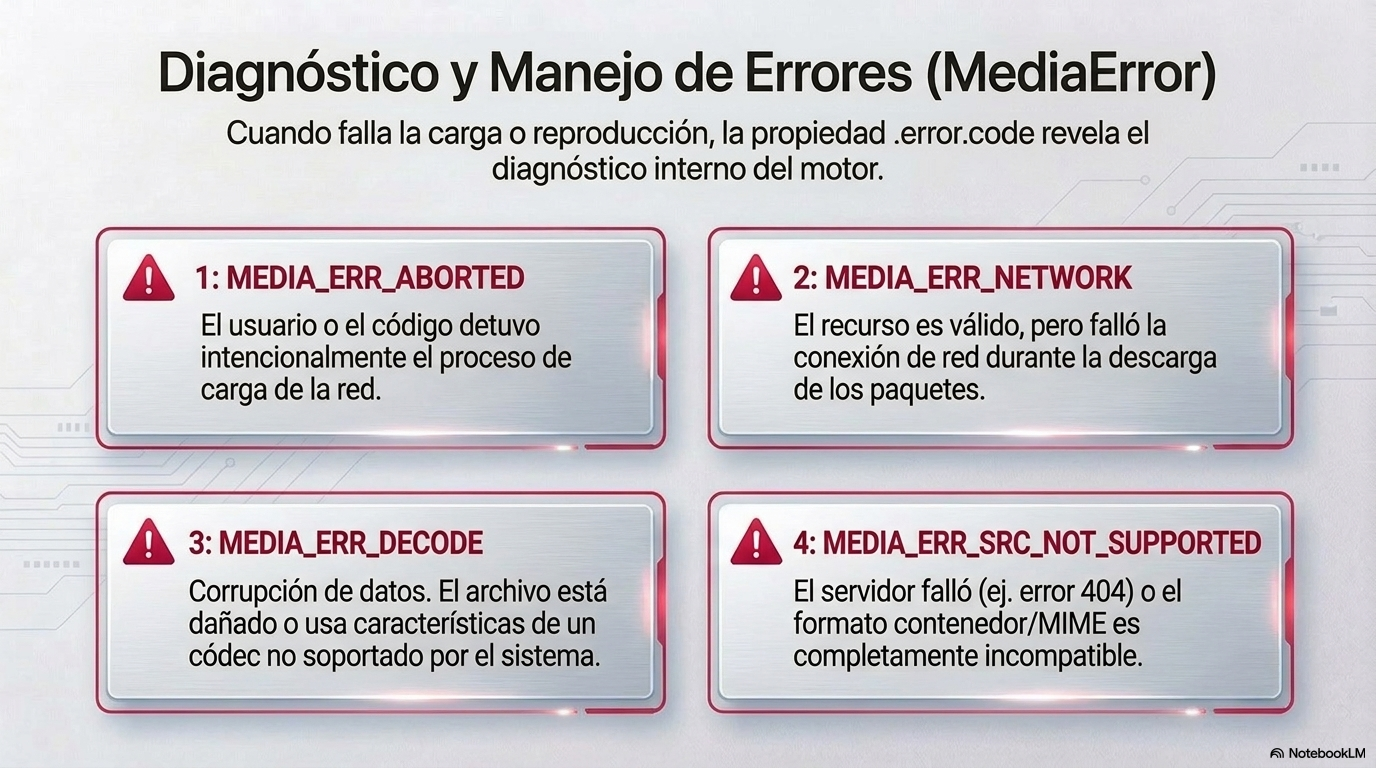 Diagnóstico y Manejo de Errores (MediaError)
Cuando falla la carga o reproducción, la propiedad .error.code revela el
diagnóstico interno del motor.
1: MEDIA_ERR_ABORTED
El usuario o el código detuvo
intencionalmente el proceso de
carga de la red.
2: MEDIA_ERR_NETWORK
El recurso es válido, pero falló la
conexión de red durante la descarga
de los paquetes.
3: MEDIA_ERR_DECODE
Corrupción de datos. El archivo está
dañado o usa características de un
códec no soportado por el sistema.
4: MEDIA_ERR_SRC_NOT_SUPPORTED
El servidor falló (ej. error 404) o el
formato contenedor/MIME es
completamente incompatible.
NotebookLM